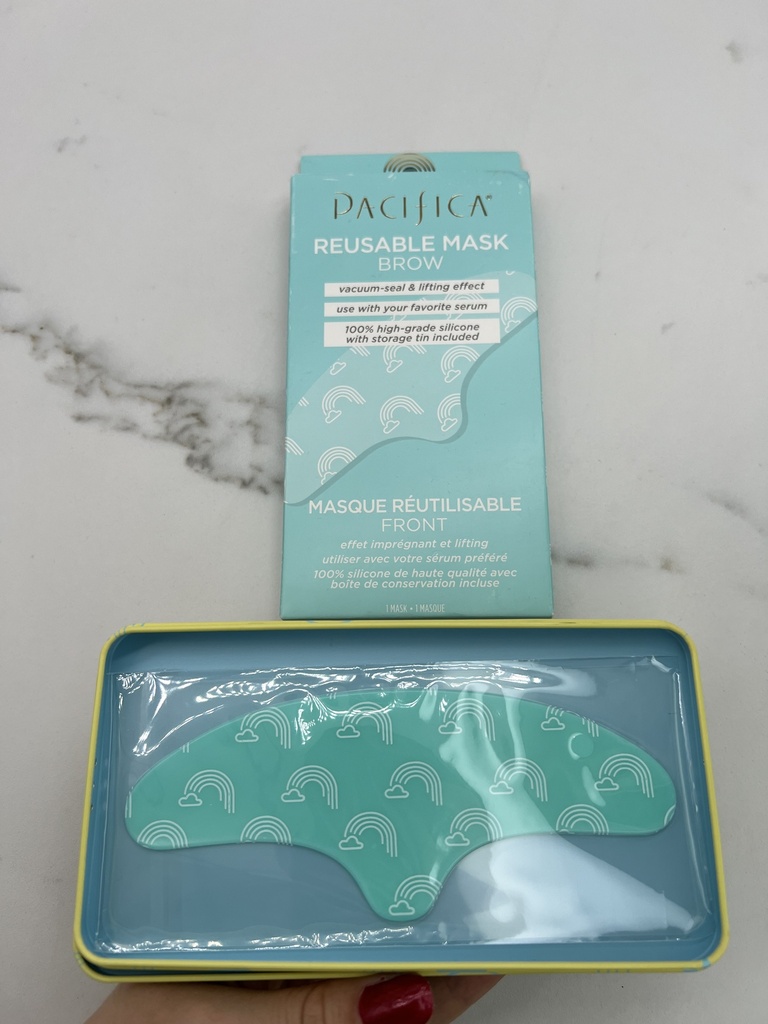 PACIFICA
REUSABLE MASK
BROW
vacuum-seal & lifting effect
use with your favorite serum
100% high-grade silicone
with storage tin included
MASQUE RÉUTILISABLE
FRONT
effet imprégnant et lifting
utiliser avec votre sérum préféré
100% silicone de haute qualité avec
boîte de conservation incluse
1 MASK • 1 MASQUE